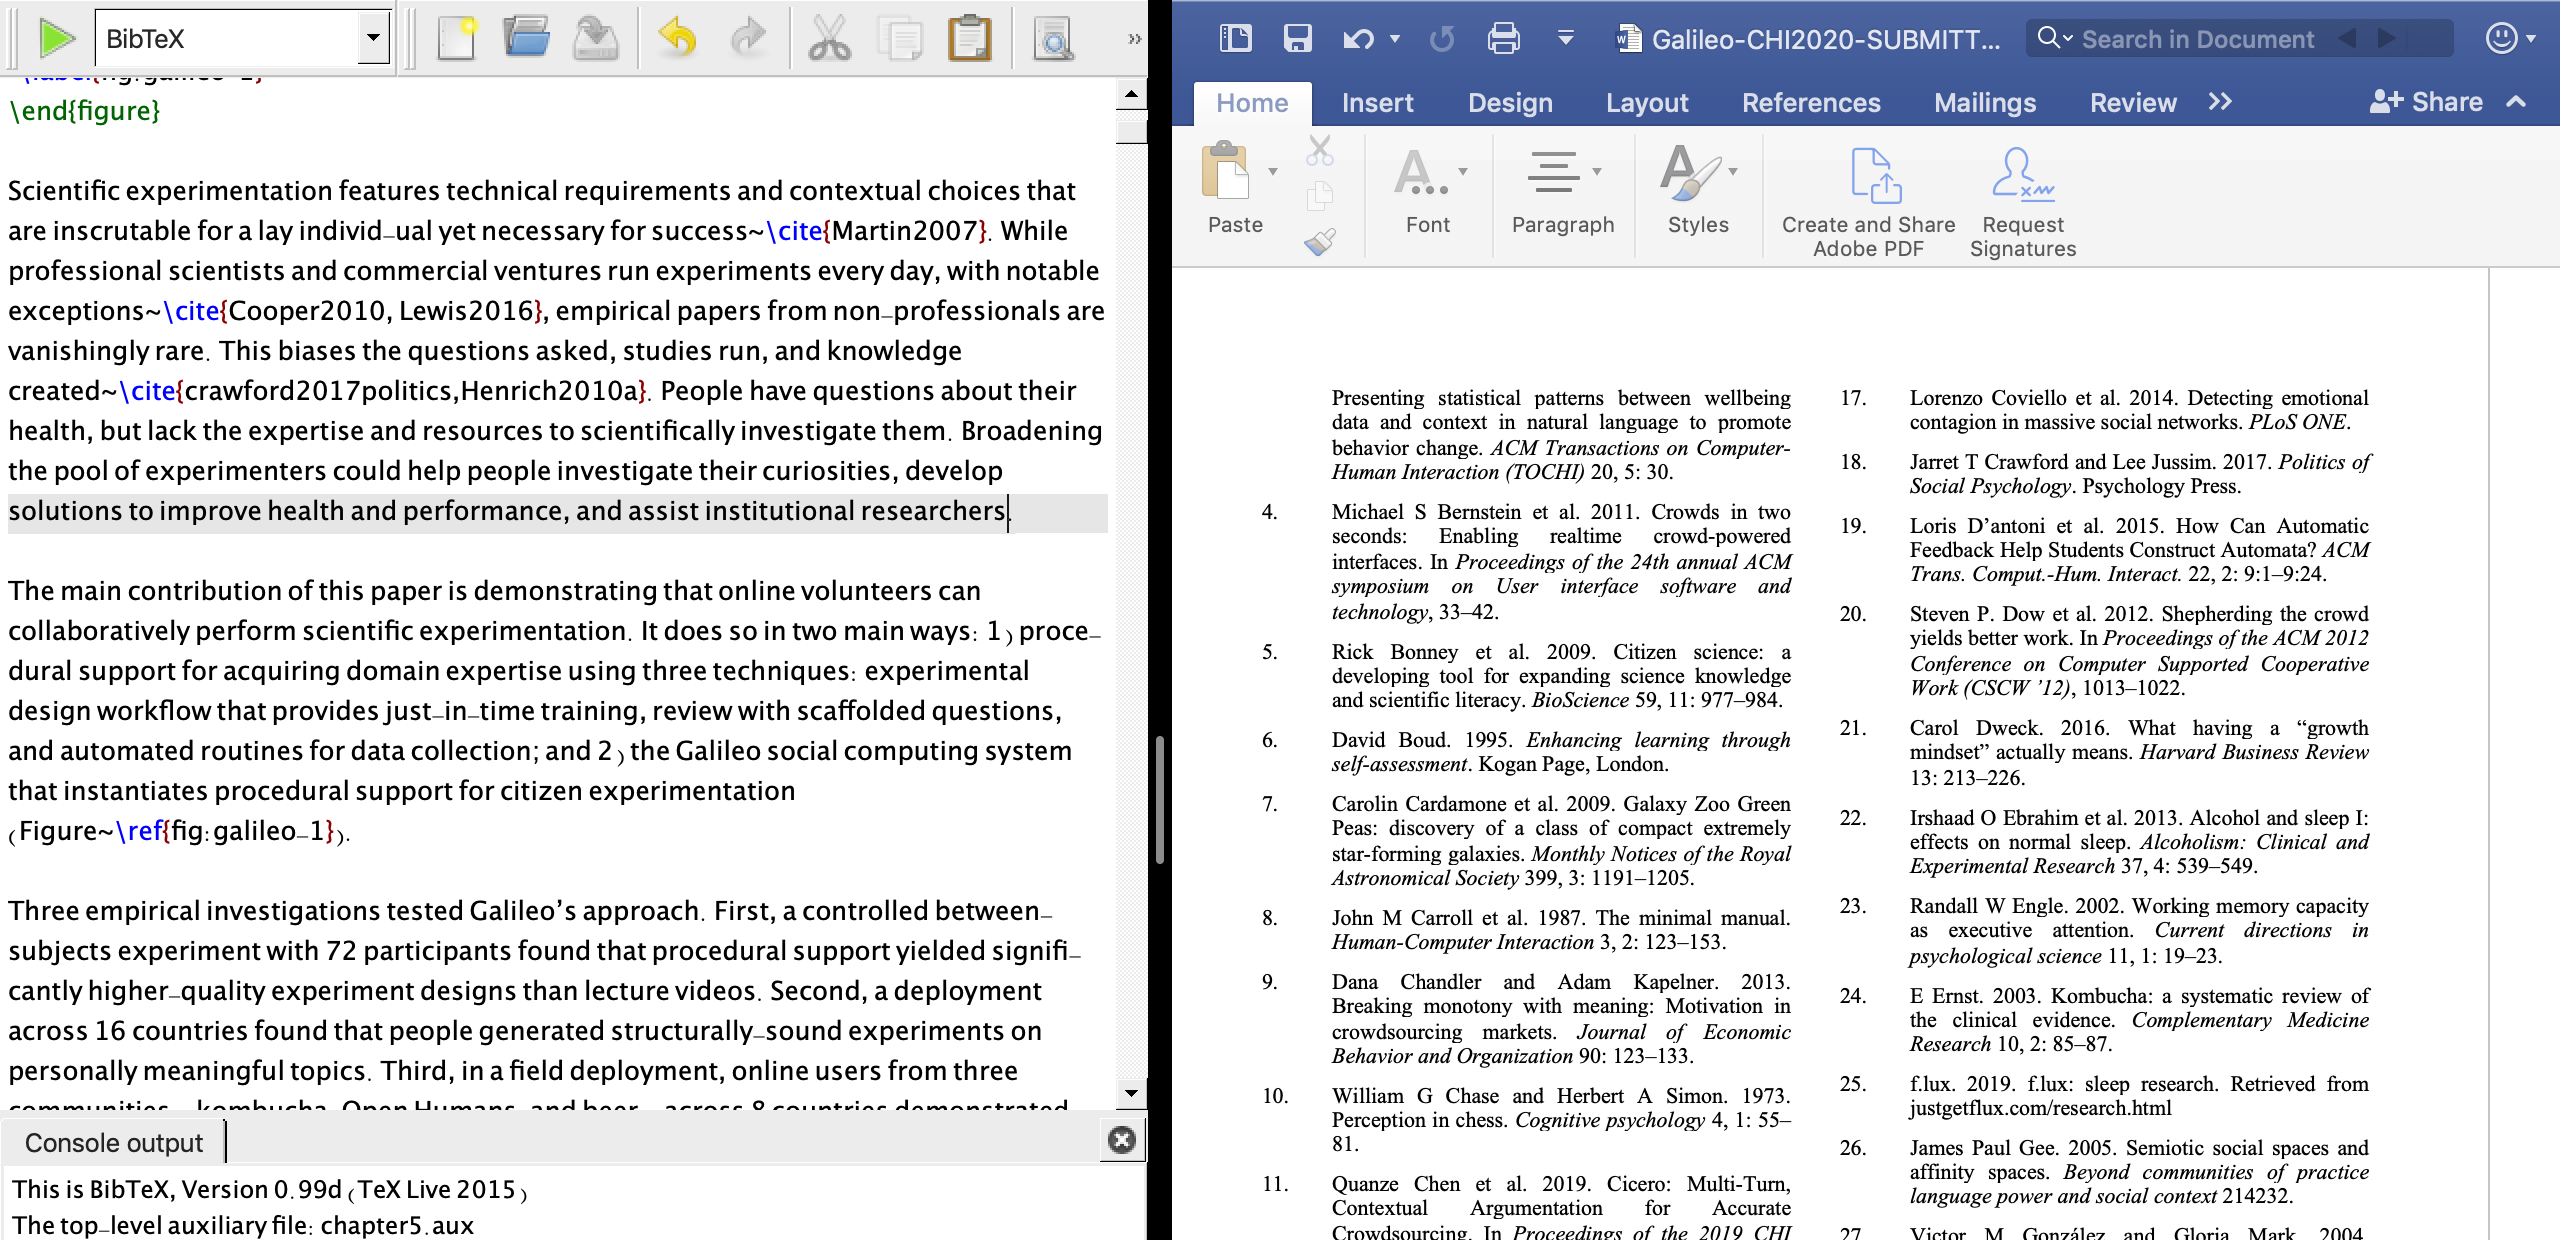 BibTeX
\end{figure}
Scientific experimentation features technical requirements and contextual choices that
are inscrutable for a lay individ-ual yet necessary for success~\cite{Martin2007}. While
professional scientists and commercial ventures run experiments every day, with notable
exceptions~\cite{Cooper2010, Lewis2016}, empirical papers from non-professionals are
vanishingly rare. This biases the questions asked, studies run, and knowledge
created~\cite{crawford2017politics,Henrich2010a}. People have questions about their
health, but lack the expertise and resources to scientifically investigate them. Broadening
the pool of experimenters could help people investigate their curiosities, develop
solutions to improve health and performance, and assist institutional researchers.
The main contribution of this paper is demonstrating that online volunteers can
collaboratively perform scientific experimentation. It does so in two main ways: 1) proce-
dural support for acquiring domain expertise using three techniques: experimental
design workflow that provides just-in-time training, review with scaffolded questions,
and automated routines for data collection; and 2) the Galileo social computing system
that instantiates procedural support for citizen experimentation
(Figure~\ref{fig:galileo-1}).
Three empirical investigations tested Galileo's approach. First, a controlled between-
subjects experiment with 72 participants found that procedural support yielded signifi-
cantly higher-quality experiment designs than lecture videos. Second, a deployment
across 16 countries found that people generated structurally-sound experiments on
personally meaningful topics. Third, in a field deployment, online users from three
Console output
This is BibTeX, Version 0.99d (TeX Live 2015)
The top-level auxiliary file: chapter5.aux
Galileo-CHI2020-SUBMITT...
Search in Document
Home Insert Design Layout References Mailings Review Share
Paste Font Paragraph Styles Create and Share Request
Adobe PDF Signatures
Presenting statistical patterns between wellbeing
data and context in natural language to promote
behavior change. ACM Transactions on Computer-
Human Interaction (TOCHI) 20, 5: 30.
4. Michael S Bernstein et al. 2011. Crowds in two
seconds: Enabling realtime crowd-powered
interfaces. In Proceedings of the 24th annual ACM
symposium on User interface software and
technology, 33–42.
5. Rick Bonney et al. 2009. Citizen science: a
developing tool for expanding science knowledge
and scientific literacy. BioScience 59, 11: 977–984.
6. David Boud. 1995. Enhancing learning through
self-assessment. Kogan Page, London.
7. Carolin Cardamone et al. 2009. Galaxy Zoo Green
Peas: discovery of a class of compact extremely
star-forming galaxies. Monthly Notices of the Royal
Astronomical Society 399, 3: 1191–1205.
8. John M Carroll et al. 1987. The minimal manual.
Human-Computer Interaction 3, 2: 123–153.
9. Dana Chandler and Adam Kapelner. 2013.
Breaking monotony with meaning: Motivation in
crowdsourcing markets. Journal of Economic
Behavior and Organization 90: 123–133.
10. William G Chase and Herbert A Simon. 1973.
Perception in chess. Cognitive psychology 4, 1: 55–
81.
11. Quanze Chen et al. 2019. Cicero: Multi-Turn,
Contextual Argumentation for Accurate
Crowdsourcing. In Proceedings of the 2019 CHI
17. Lorenzo Coviello et al. 2014. Detecting emotional
contagion in massive social networks. PLoS ONE.
18. Jarret T Crawford and Lee Jussim. 2017. Politics of
Social Psychology. Psychology Press.
19. Loris D'antoni et al. 2015. How Can Automatic
Feedback Help Students Construct Automata? ACM
Trans. Comput.-Hum. Interact. 22, 2: 9:1–9:24.
20. Steven P. Dow et al. 2012. Shepherding the crowd
yields better work. In Proceedings of the ACM 2012
Conference on Computer Supported Cooperative
Work (CSCW '12), 1013–1022.
21. Carol Dweck. 2016. What having a “growth
mindset” actually means. Harvard Business Review
13: 213–226.
22. Irshaad O Ebrahim et al. 2013. Alcohol and sleep I:
effects on normal sleep. Alcoholism: Clinical and
Experimental Research 37, 4: 539–549.
23. Randall W Engle. 2002. Working memory capacity
as executive attention. Current directions in
psychological science 11, 1: 19–23.
24. E Ernst. 2003. Kombucha: a systematic review of
the clinical evidence. Complementary Medicine
Research 10, 2: 85–87.
25. f.lux. 2019. f.lux: sleep research. Retrieved from
justgetflux.com/research.html
26. James Paul Gee. 2005. Semiotic social spaces and
affinity spaces. Beyond communities of practice
language power and social context 214232.
27. Victor M. González and Gloria Mark. 2004.